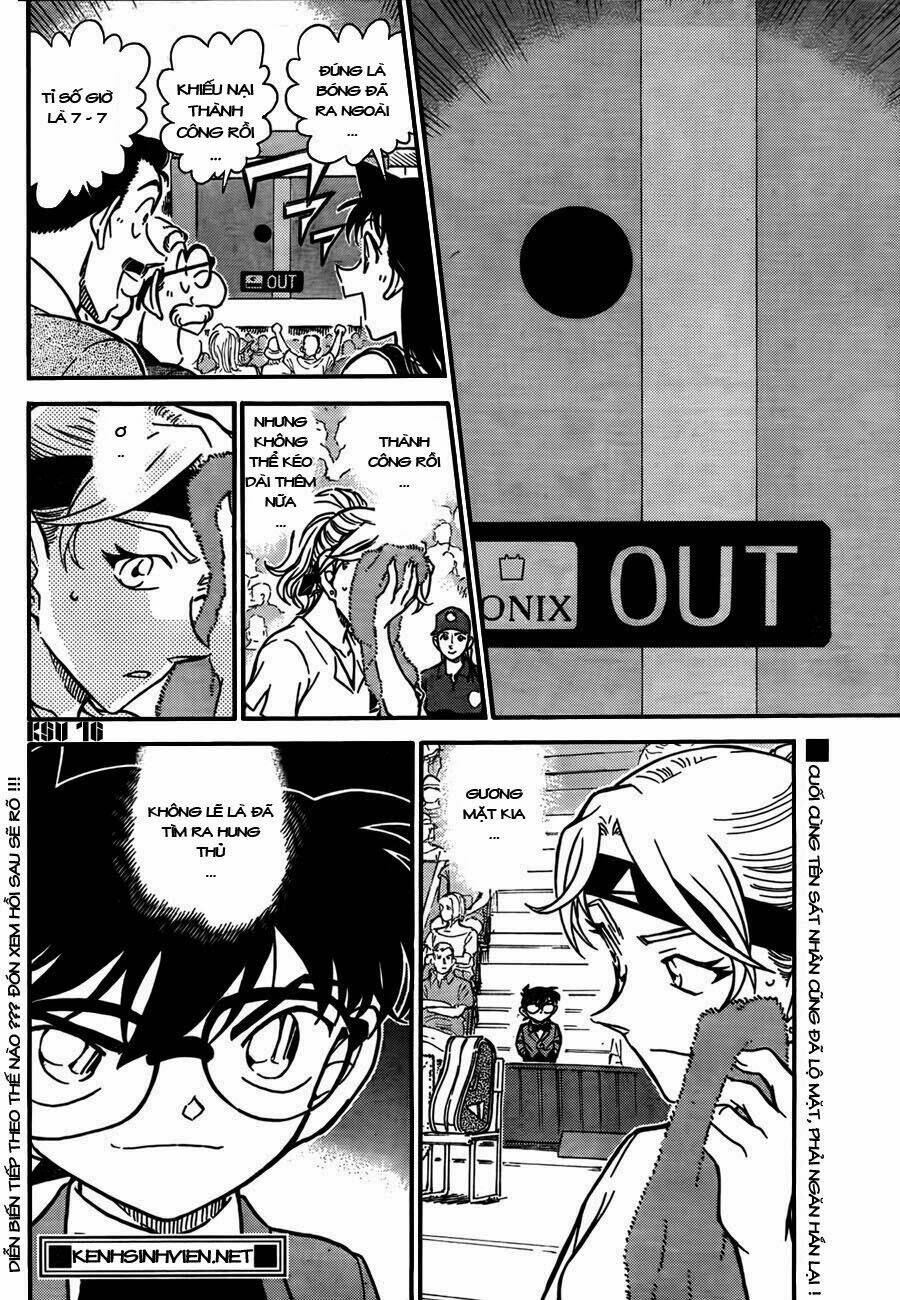 ĐÚNG LÀ
BÓNG ĐÃ
RA NGOÀI
...
KHIẾU NẠI
THÀNH
CÔNG RỒI
...
TỈ SỐ GIỜ
LÀ 7 - 7
OUT
ONIX
OUT
THÀNH
CÔNG RỒI
...
NHƯNG
KHÔNG
THỂ KÉO
DÀI THÊM
NỮA
...
Ơ
..
KSV 16
GƯƠNG
MẶT KIA
...
KHÔNG LẼ LÀ ĐÃ
TÌM RA HUNG
THỦ
...
CUỐI CÙNG TÊN SÁT NHÂN CŨNG ĐÃ LỘ MẶT, PHẢI NGĂN HẮN LẠI !
DIỄN BIẾN TIẾP THEO THẾ NÀO ??? ĐÓN XEM HỒI SAU SẼ RÕ !!!
KENHSINHVIEN.NET